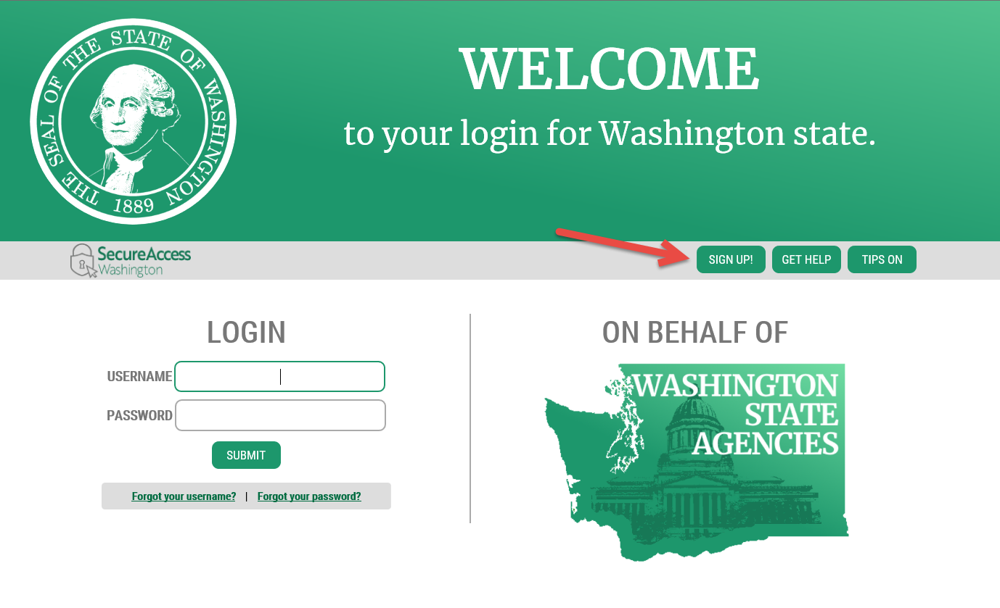 THE SEAL OF THE STATE OF WASHINGTON
1889
WELCOME
to your login for Washington state.
SecureAccess
Washington
SIGN UP! GET HELP TIPS ON
LOGIN
USERNAME
PASSWORD
SUBMIT
Forgot your username? | Forgot your password?
ON BEHALF OF
WASHINGTON
STATE
AGENCIES